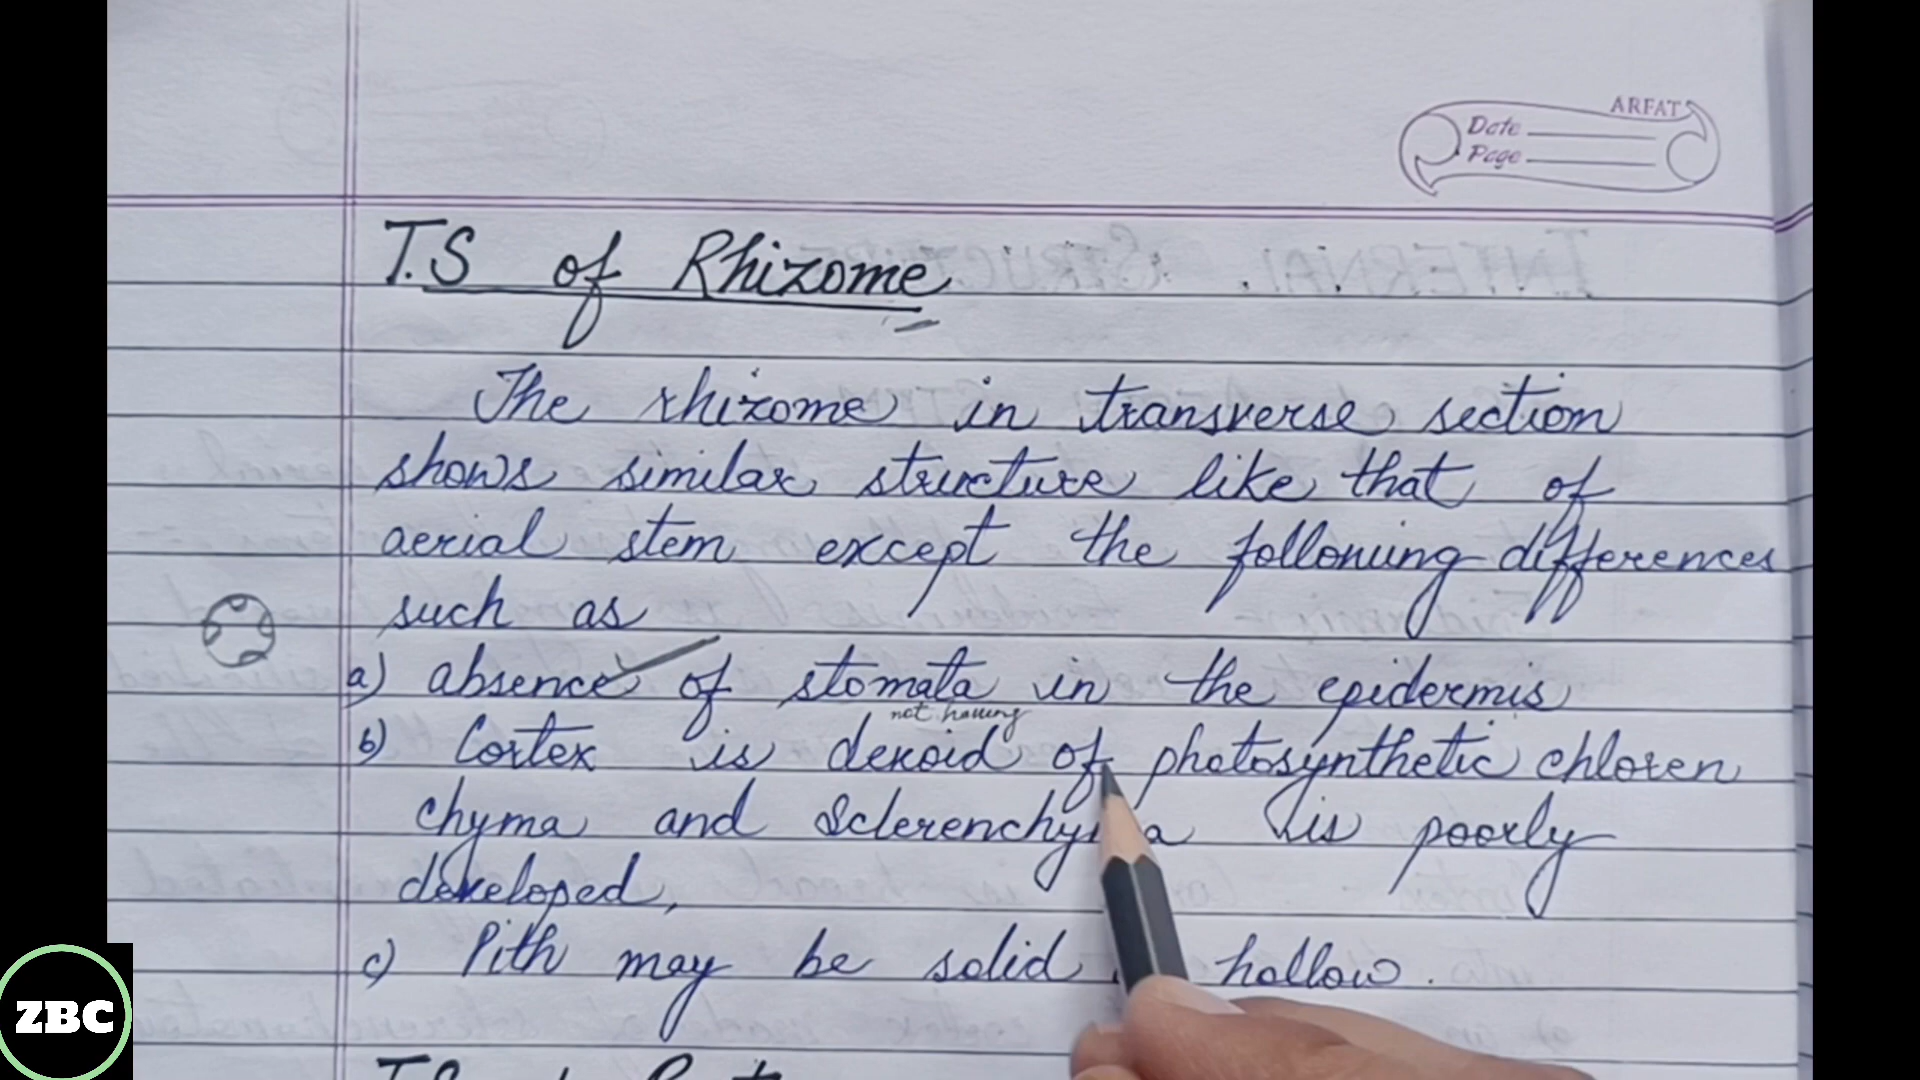 ARFAT
Date
Page
T.S of Rhizome
The rhizome in transverse section
shows similar structure like that of
aerial stem except the following differences
such as
a) absence of stomata in the epidermis
not having
b) Cortex is devoid of photosynthetic chloren
chyma and Sclerenchyma is poorly
developed,
c) Pith may be solid hollow.
ZBC